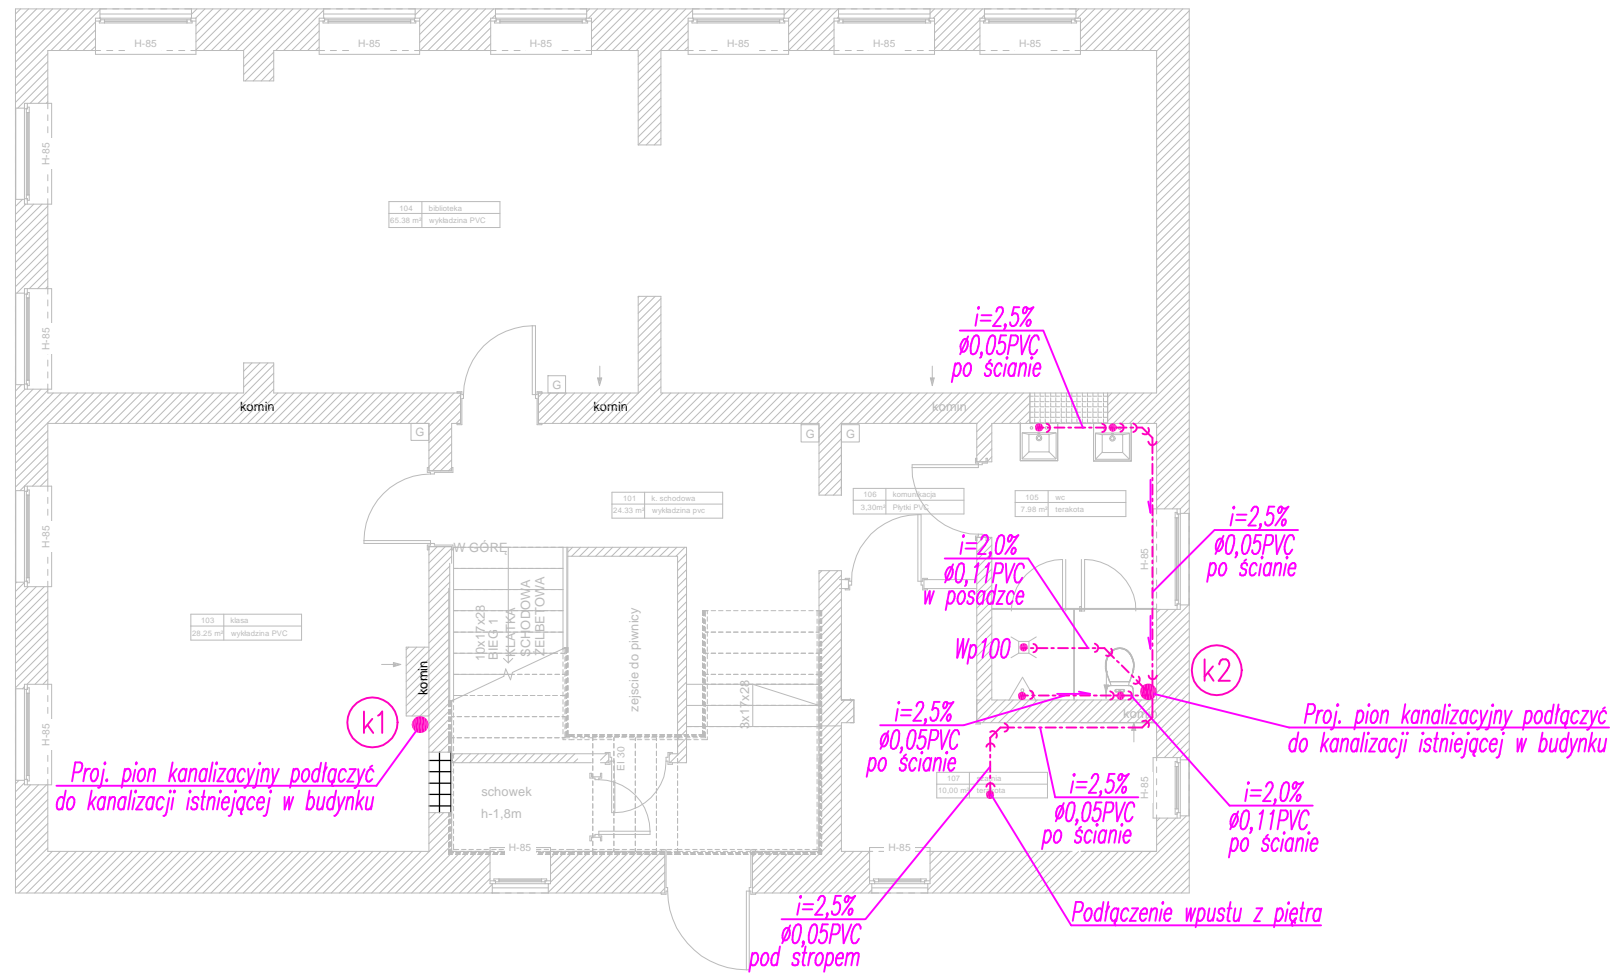 H-85
H-85
H-85
H-85
H-85
H-85
H-85
104 biblioteka
65.38 m² wykładzina PVC
H-85
i=2,5%
ø0,05PVC
po ścianie
G
komin
komin
komin
G
G
G
101 k. schodowa
24.33 m² wykładzina pvc
106 komunikacja
3,30m² Płytki PVC
105 wc
7.98 m² terakota
H-85
W GÓRĘ
i=2,0%
ø0,11PVC
w posadzce
i=2,5%
ø0,05PVC
po ścianie
H-85
10x17x28
BIEG 1
KLATKA
SCHODOWA
ŻELBETOWA
103 klasa
28.25 m² wykładzina PVC
zejscie do piwnicy
Wp100
k2
komin
3x17x28
k1
i=2,5%
ø0,05PVC
po ścianie
Proj. pion kanalizacyjny podłączyć
do kanalizacji istniejącej w budynku
H-85
EI 30
Proj. pion kanalizacyjny podłączyć
do kanalizacji istniejącej w budynku
schowek
h-1,8m
107
10,00 m² terakota
i=2,5%
ø0,05PVC
po ścianie
H-85
i=2,0%
ø0,11PVC
po ścianie
H-85
H-85
i=2,5%
ø0,05PVC
pod stropem
Podłączenie wpustu z piętra